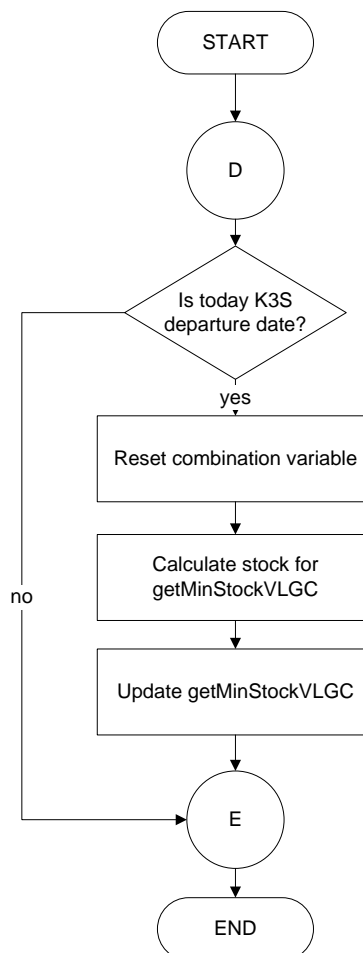 START
D
Is today K3S
departure date?
yes
Reset combination variable
Calculate stock for
getMinStockVLGC
no
Update getMinStockVLGC
E
END